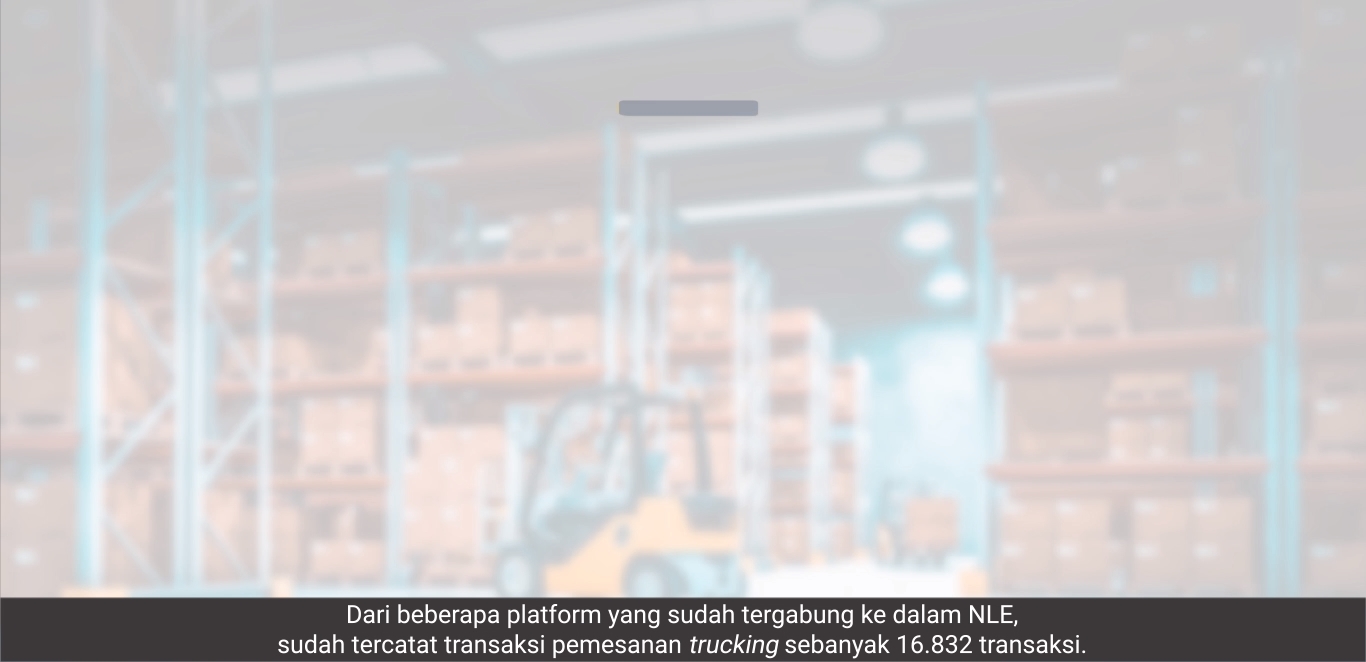 Dari beberapa platform yang sudah tergabung ke dalam NLE,
sudah tercatat transaksi pemesanan trucking sebanyak 16.832 transaksi.